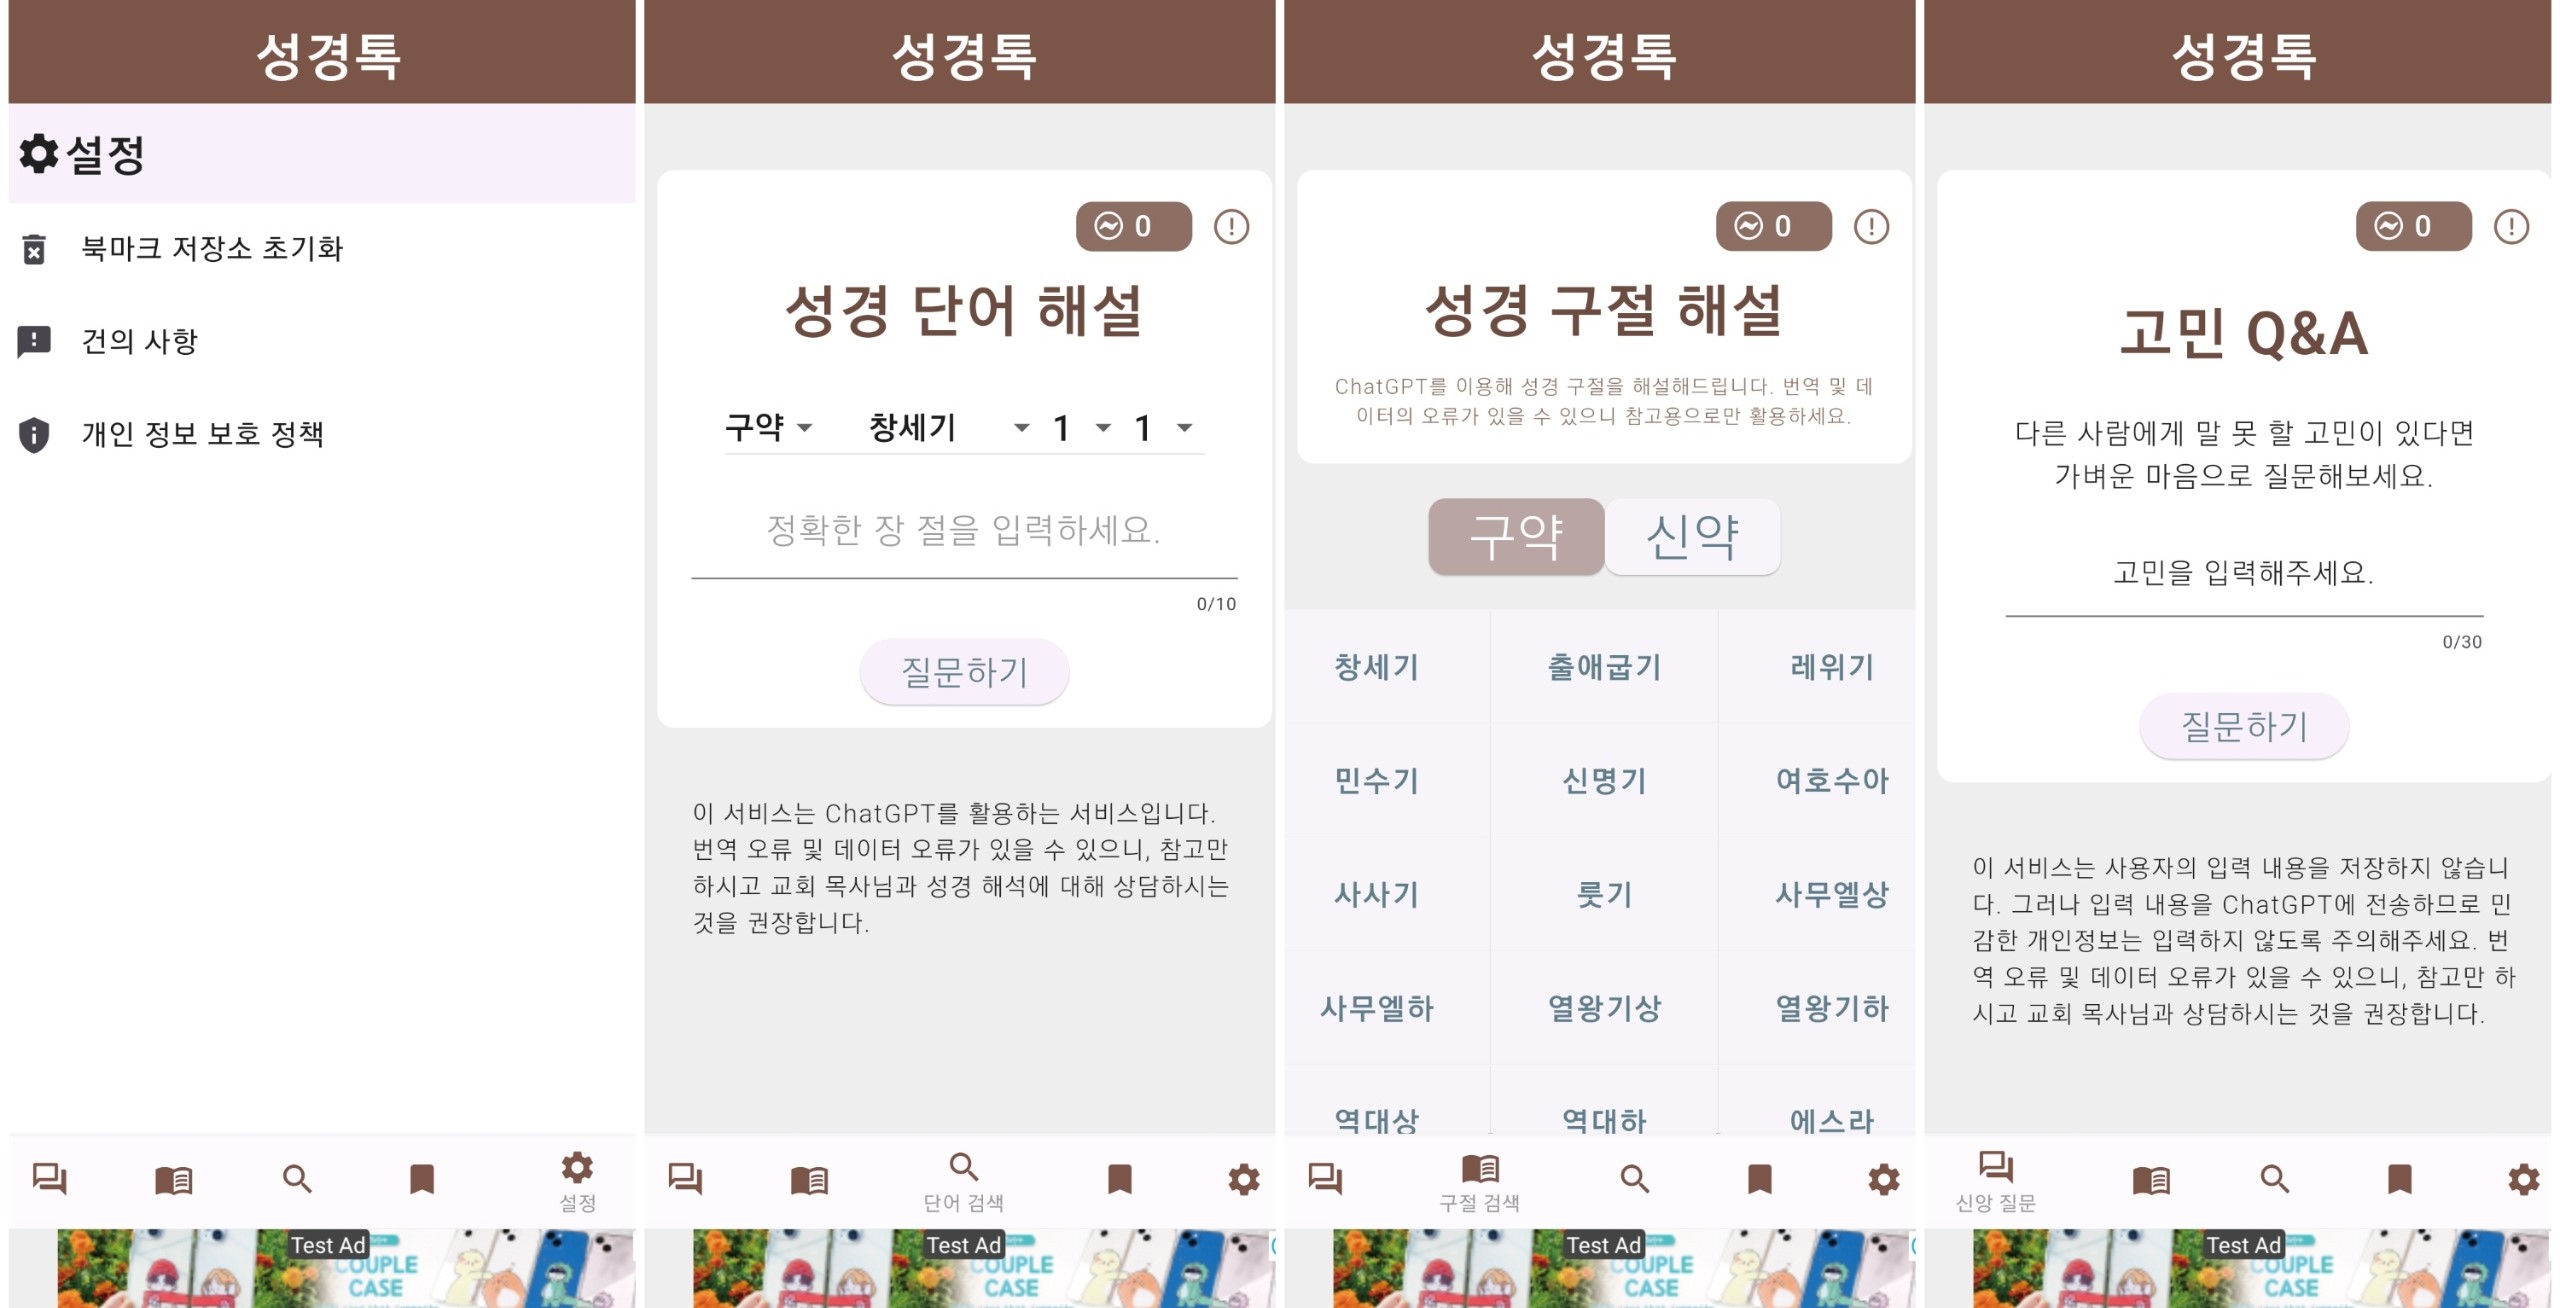 성경톡
설정
북마크 저장소 초기화
건의 사항
개인 정보 보호 정책
설정
Test Ad
COUPLE
CASE
성경톡
0
성경 단어 해설
구약 창세기 1 1
정확한 장 절을 입력하세요.
0/10
질문하기
이 서비스는 ChatGPT를 활용하는 서비스입니다.
번역 오류 및 데이터 오류가 있을 수 있으니, 참고만
하시고 교회 목사님과 성경 해석에 대해 상담하시는
것을 권장합니다.
단어 검색
Test Ad
COUPLE
CASE
성경톡
0
성경 구절 해설
ChatGPT를 이용해 성경 구절을 해설해드립니다. 번역 및 데
이터의 오류가 있을 수 있으니 참고용으로만 활용하세요.
구약 신약
창세기 출애굽기 레위기
민수기 신명기 여호수아
사사기 룻기 사무엘상
사무엘하 열왕기상 열왕기하
역대상 역대하 에스라
구절 검색
Test Ad
COUPLE
CASE
성경톡
0
고민 Q&A
다른 사람에게 말 못 할 고민이 있다면
가벼운 마음으로 질문해보세요.
고민을 입력해주세요.
0/30
질문하기
이 서비스는 사용자의 입력 내용을 저장하지 않습니
다. 그러나 입력 내용을 ChatGPT에 전송하므로 민
감한 개인정보는 입력하지 않도록 주의해주세요. 번
역 오류 및 데이터 오류가 있을 수 있으니, 참고만 하
시고 교회 목사님과 상담하시는 것을 권장합니다.
신앙 질문
Test Ad
COUPLE
CASE